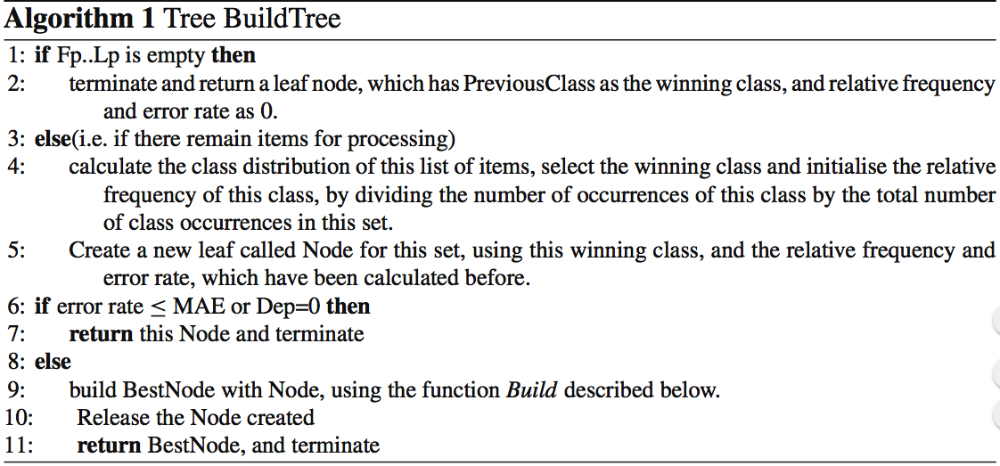 Algorithm 1 Tree BuildTree
1: if Fp..Lp is empty then
2: terminate and return a leaf node, which has PreviousClass as the winning class, and relative frequency
and error rate as 0.
3: else(i.e. if there remain items for processing)
4: calculate the class distribution of this list of items, select the winning class and initialise the relative
frequency of this class, by dividing the number of occurrences of this class by the total number
of class occurrences in this set.
5: Create a new leaf called Node for this set, using this winning class, and the relative frequency and
error rate, which have been calculated before.
6: if error rate ≤ MAE or Dep=0 then
7: return this Node and terminate
8: else
9: build BestNode with Node, using the function Build described below.
10: Release the Node created
11: return BestNode, and terminate